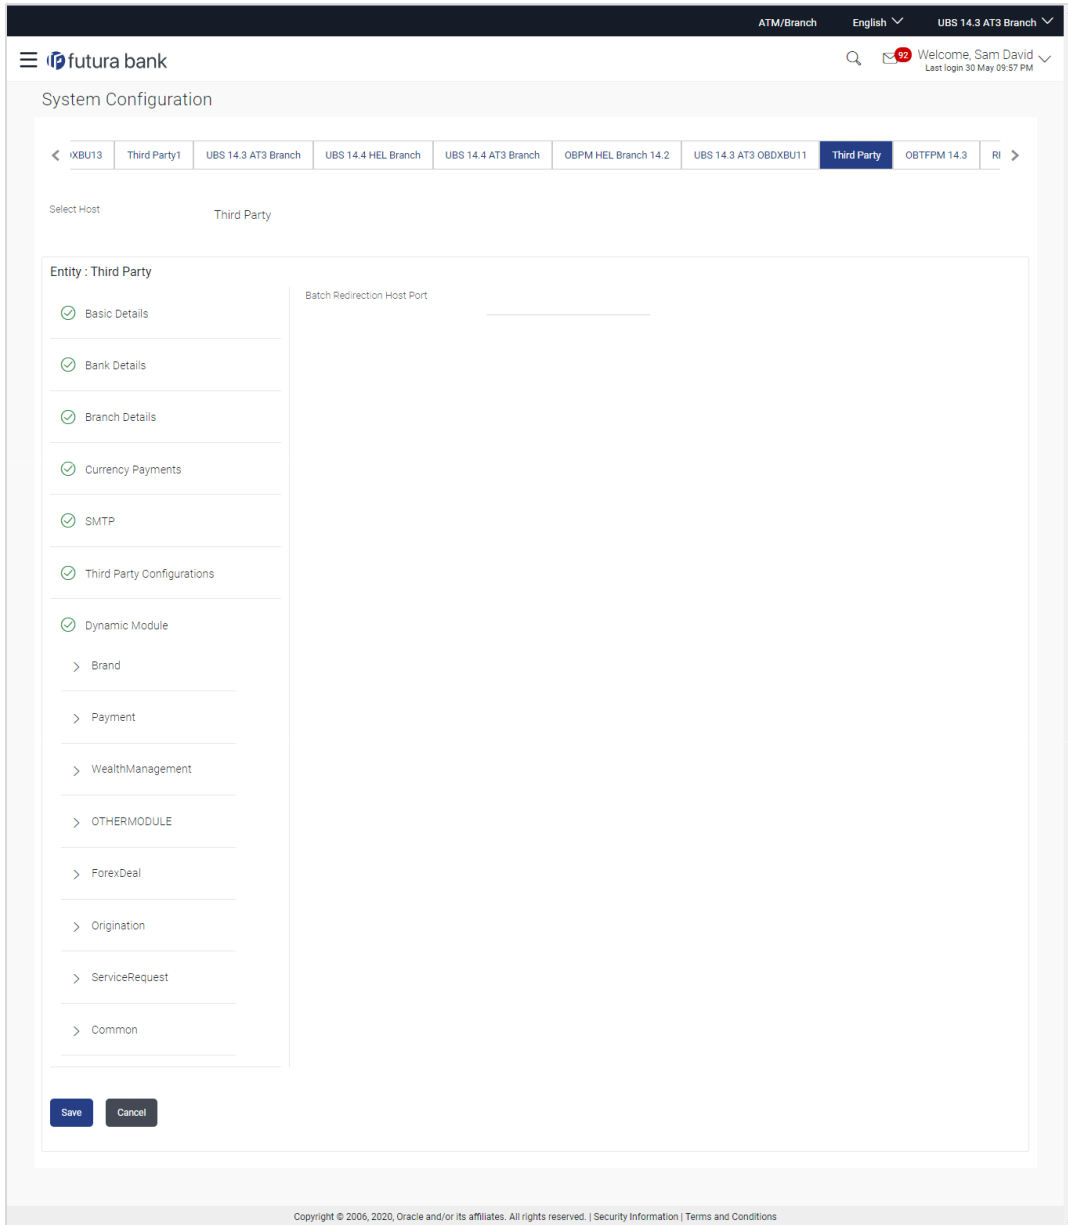 ATM/Branch English UBS 14.3 AT3 Branch
futura bank 92 Welcome, Sam David
Last login 30 May 09:57 PM
System Configuration
XBU13 Third Party1 UBS 14.3 AT3 Branch UBS 14.4 HEL Branch UBS 14.4 AT3 Branch OBPM HEL Branch 14.2 UBS 14.3 AT3 OBDXBU11 Third Party OBTFPM 14.3
Select Host Third Party
Entity : Third Party
Batch Redirection Host Port
Basic Details
Bank Details
Branch Details
Currency Payments
SMTP
Third Party Configurations
Dynamic Module
Brand
Payment
WealthManagement
OTHERMODULE
ForexDeal
Origination
ServiceRequest
Common
Save Cancel
Copyright © 2006, 2020, Oracle and/or its affiliates. All rights reserved. | Security Information | Terms and Conditions